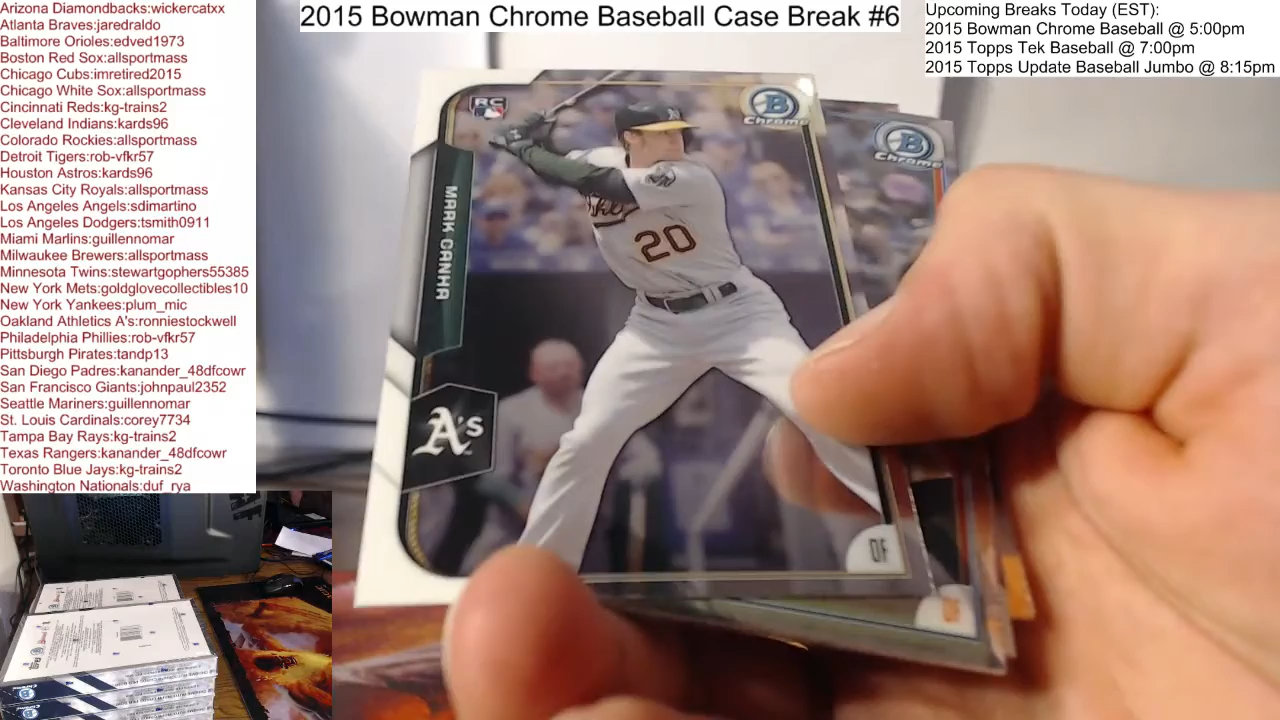 Arizona Diamondbacks:wickercatxx
Atlanta Braves:jaredraldo
Baltimore Orioles:edved1973
Boston Red Sox:allsportmass
Chicago Cubs:imretired2015
Chicago White Sox:allsportmass
Cincinnati Reds:kg-trains2
Cleveland Indians:kards96
Colorado Rockies:allsportmass
Detroit Tigers:rob-vfkr57
Houston Astros:kards96
Kansas City Royals:allsportmass
Los Angeles Angels:sdimartino
Los Angeles Dodgers:tsmith0911
Miami Marlins:guillennomar
Milwaukee Brewers:allsportmass
Minnesota Twins:stewartgophers55385
New York Mets:goldglovecollectibles10
New York Yankees:plum_mic
Oakland Athletics A's:ronniestockwell
Philadelphia Phillies:rob-vfkr57
Pittsburgh Pirates:tandp13
San Diego Padres:kanander_48dfcowr
San Francisco Giants:johnpaul2352
Seattle Mariners:guillennomar
St. Louis Cardinals:corey7734
Tampa Bay Rays:kg-trains2
Texas Rangers:kanander_48dfcowr
Toronto Blue Jays:kg-trains2
Washington Nationals:duf_rya
2015 Bowman Chrome Baseball Case Break #6
Upcoming Breaks Today (EST):
2015 Bowman Chrome Baseball @ 5:00pm
2015 Topps Tek Baseball @ 7:00pm
2015 Topps Update Baseball Jumbo @ 8:15pm
RC
B
Chrome
B
Chrome
MARK CANHA
20
A's
OF